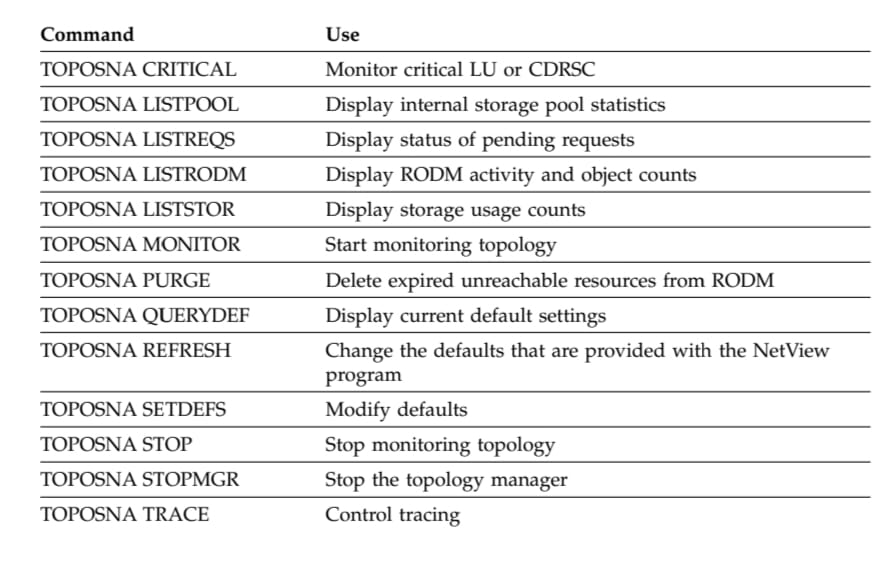 Command Use
TOPOSNA CRITICAL Monitor critical LU or CDRSC
TOPOSNA LISTPOOL Display internal storage pool statistics
TOPOSNA LISTREQS Display status of pending requests
TOPOSNA LISTRODM Display RODM activity and object counts
TOPOSNA LISTSTOR Display storage usage counts
TOPOSNA MONITOR Start monitoring topology
TOPOSNA PURGE Delete expired unreachable resources from RODM
TOPOSNA QUERYDEF Display current default settings
TOPOSNA REFRESH Change the defaults that are provided with the NetView
program
TOPOSNA SETDEFS Modify defaults
TOPOSNA STOP Stop monitoring topology
TOPOSNA STOPMGR Stop the topology manager
TOPOSNA TRACE Control tracing